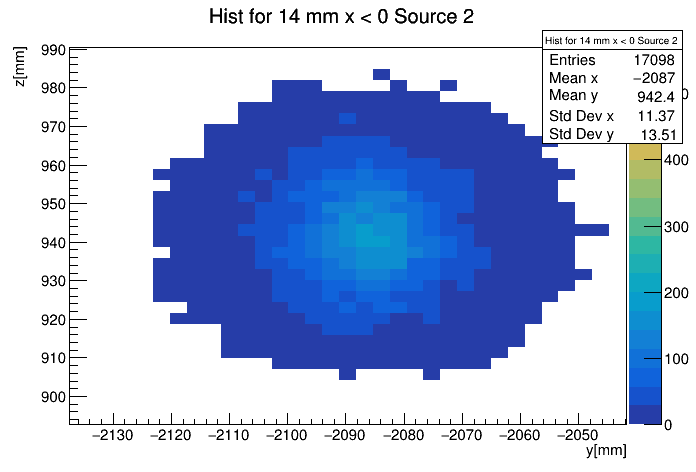 Hist for 14 mm x < 0 Source 2
Hist for 14 mm x < 0 Source 2
Entries 17098
Mean x −2087
Mean y 942.4
Std Dev x 11.37
Std Dev y 13.51
z[mm]
990
980
970
960
950
940
930
920
910
900
−2130 −2120 −2110 −2100 −2090 −2080 −2070 −2060 −2050
y[mm]
400
300
200
100
0